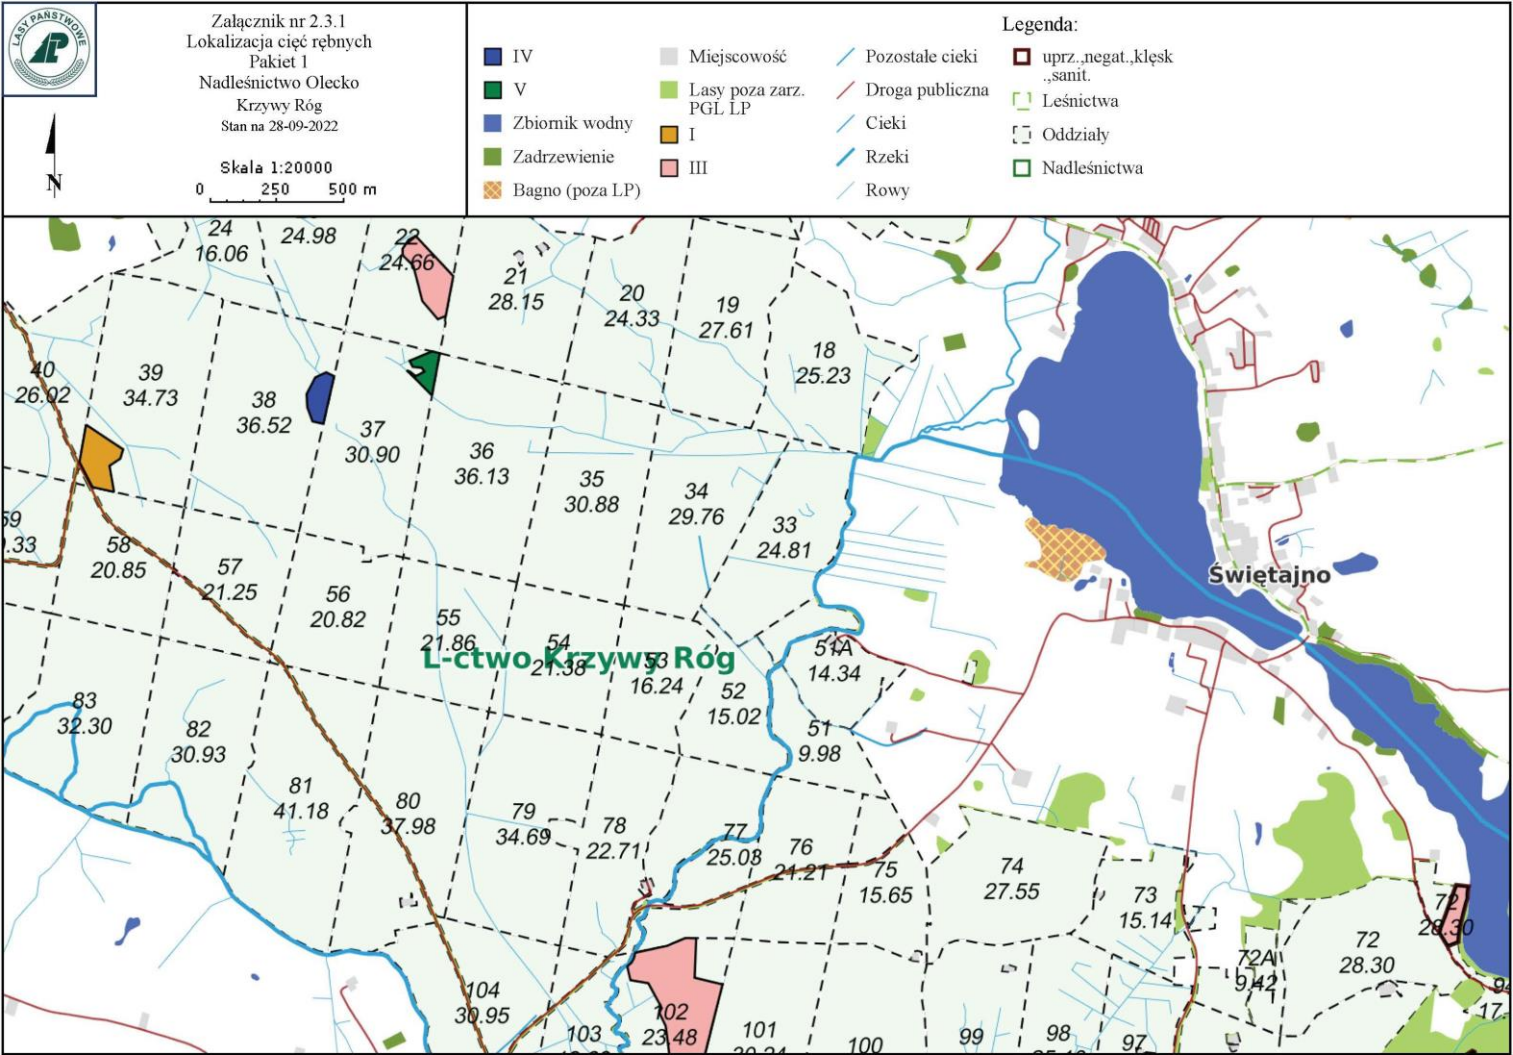 LASY PAŃSTWOWE
Załącznik nr 2.3.1
Lokalizacja cięć rębnych
Pakiet 1
Nadleśnictwo Olecko
Krzywy Róg
Stan na 28-09-2022
N
Skala 1:20000
0 250 500 m
Legenda:
IV
V
Zbiornik wodny
Zadrzewienie
Bagno (poza LP)
Miejscowość
Lasy poza zarz.
PGL LP
I
III
Pozostałe cieki
Droga publiczna
Cieki
Rzeki
Rowy
uprz.,negat.,klęsk
.,sanit.
Leśnictwa
Oddziały
Nadleśnictwa
24
16.06
24.98
22
24.66
21
28.15
20
24.33
19
27.61
18
25.23
40
26.02
39
34.73
38
36.52
37
30.90
36
36.13
35
30.88
34
29.76
33
24.81
59
.33
58
20.85
57
21.25
56
20.82
55
21.86
54
21.38
53
16.24
L-ctwo Krzywy Róg
52
15.02
51A
14.34
51
9.98
Świętajno
83
32.30
82
30.93
81
41.18
80
37.98
79
34.69
78
22.71
77
25.03
76
21.21
75
15.65
74
27.55
73
15.14
72
28.30
72A
9.42
72
28.30
104
30.95
103
102
23.48
101
100
99
98
97
17.